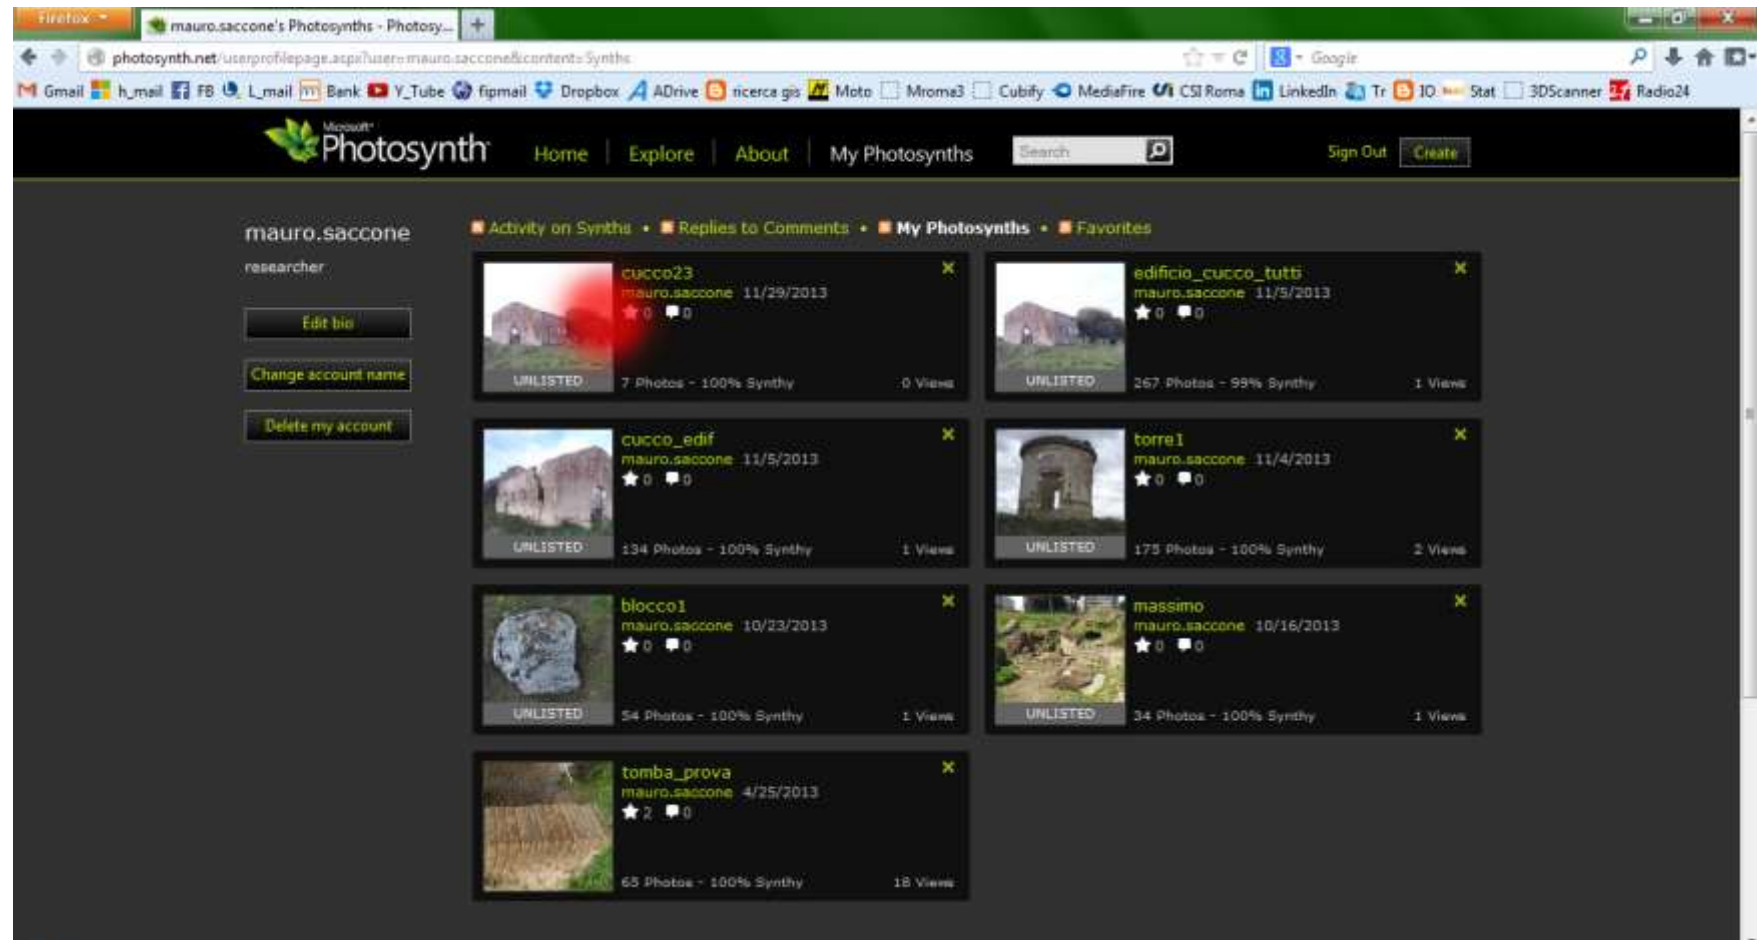 Firefox
mauro.saccone's Photosynths - Photosy...
photosynth.net/userprofilepage.aspx?user=mauro.saccone&content=Synths
Google
Gmail h_mail FB L_mail Bank Y_Tube fipmail Dropbox ADrive ricerca gis Moto Mroma3 Cubify MediaFire CSI Roma LinkedIn Tr IO Stat 3DScanner Radio24
Microsoft
Photosynth
Home | Explore | About | My Photosynths
Search
Sign Out Create
mauro.saccone
researcher
Edit bio
Change account name
Delete my account
Activity on Synths • Replies to Comments • My Photosynths • Favorites
cucco23
mauro.saccone 11/29/2013
0 0
UNLISTED
7 Photos - 100% Synthy 0 Views
edificio_cucco_tutti
mauro.saccone 11/5/2013
0 0
UNLISTED
267 Photos - 99% Synthy 1 Views
cucco_edif
mauro.saccone 11/5/2013
0 0
UNLISTED
134 Photos - 100% Synthy 1 Views
torre1
mauro.saccone 11/4/2013
0 0
UNLISTED
175 Photos - 100% Synthy 2 Views
blocco1
mauro.saccone 10/23/2013
0 0
UNLISTED
54 Photos - 100% Synthy 1 Views
massimo
mauro.saccone 10/16/2013
0 0
UNLISTED
34 Photos - 100% Synthy 1 Views
tomba_prova
mauro.saccone 4/25/2013
2 0
65 Photos - 100% Synthy 18 Views